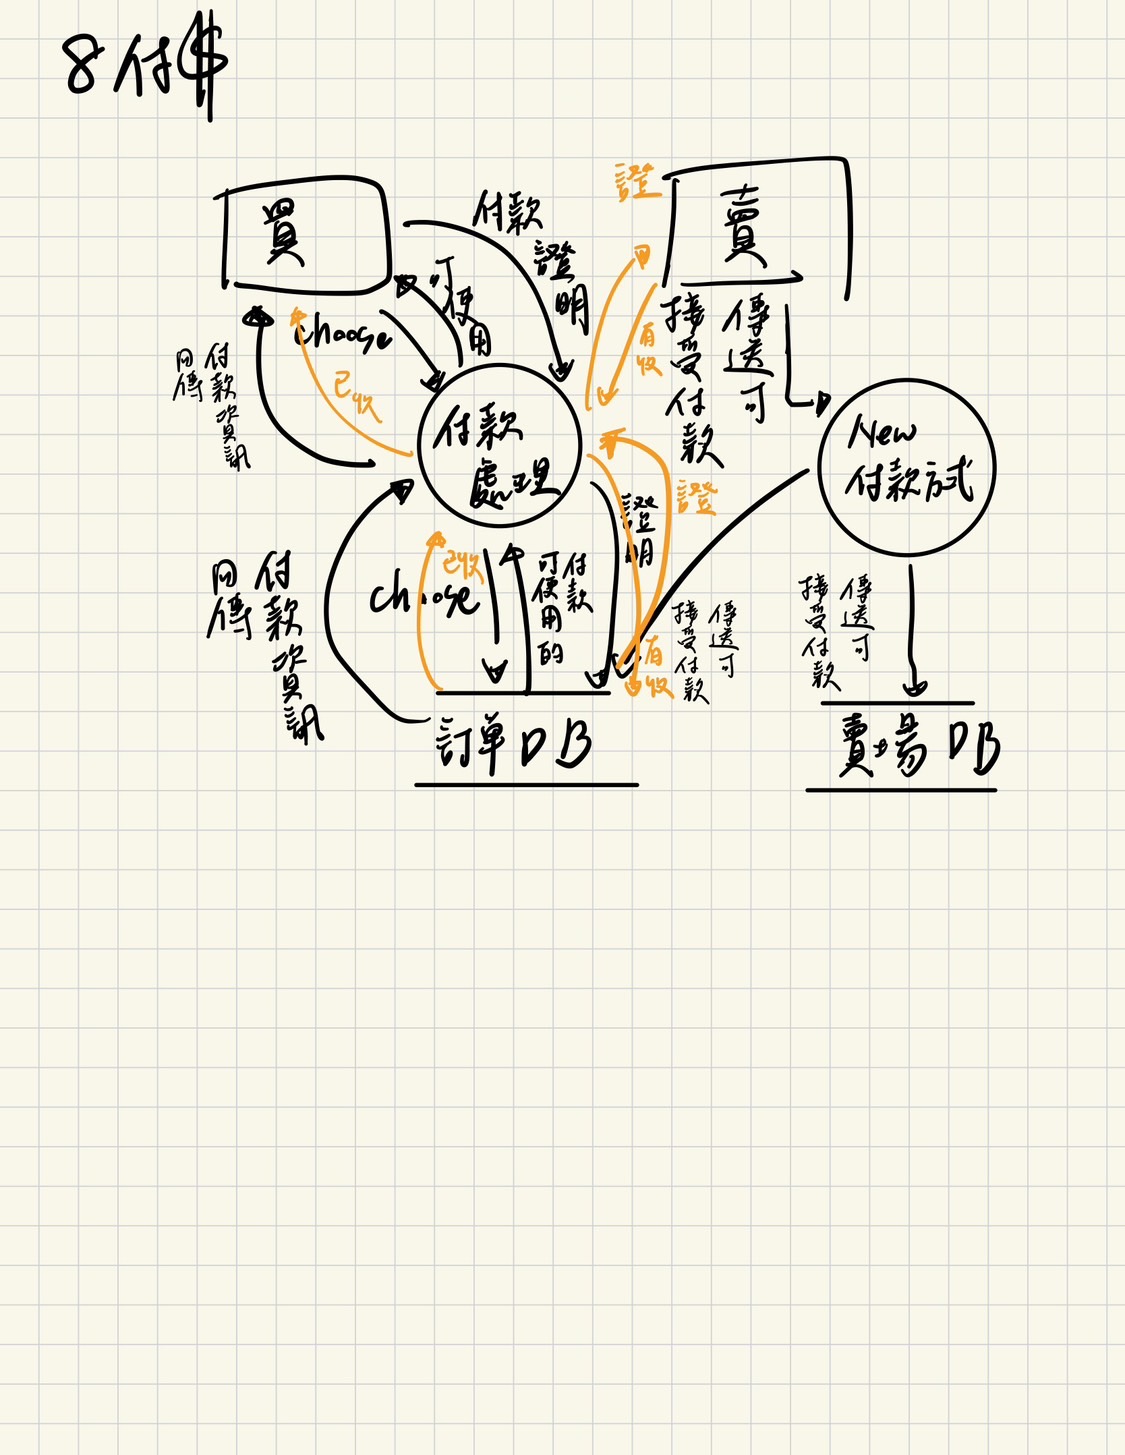 8 付$
買
賣
證
付款
證明
可使用
choose
已收
回傳
付款資訊
有收
傳送可
接受付款
付款
處理
New
付款方式
證
證明
已收
choose
付款
可使用的
回傳
付款資訊
有收
傳送可
接受付款
傳送可
接受付款
訂單DB
賣場DB